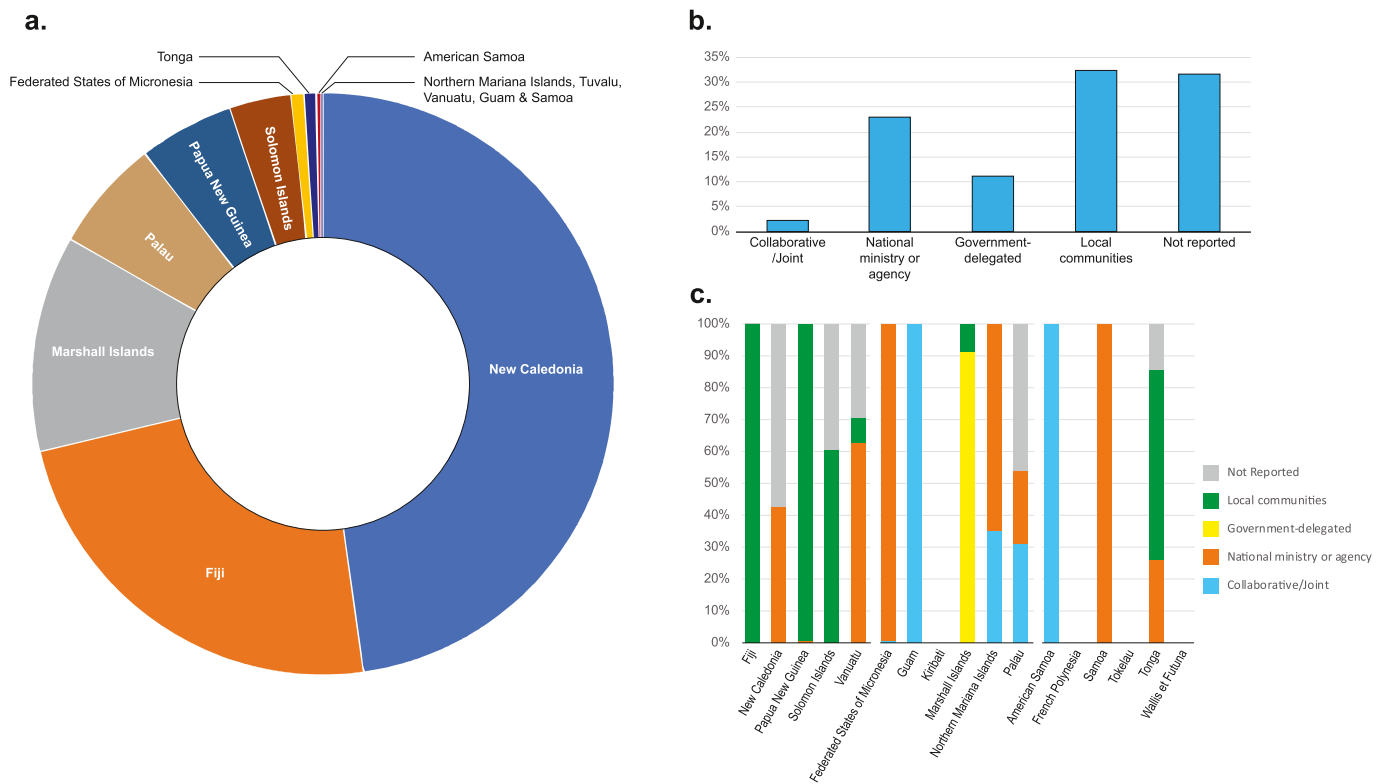 a.
Tonga
Federated States of Micronesia
American Samoa
Northern Mariana Islands, Tuvalu,
Vanuatu, Guam & Samoa
Solomon Islands
Papua New Guinea
Palau
Marshall Islands
New Caledonia
Fiji
b.
35%
30%
25%
20%
15%
10%
5%
0%
Collaborative
/Joint
National
ministry or
agency
Government-
delegated
Local
communities
Not reported
c.
100%
90%
80%
70%
60%
50%
40%
30%
20%
10%
0%
Fiji
New Caledonia
Papua New Guinea
Solomon Islands
Vanuatu
Federated States of Micronesia
Guam
Kiribati
Marshall Islands
Northern Mariana Islands
Palau
American Samoa
French Polynesia
Samoa
Tokelau
Tonga
Wallis et Futuna
Not Reported
Local communities
Government-delegated
National ministry or agency
Collaborative/Joint